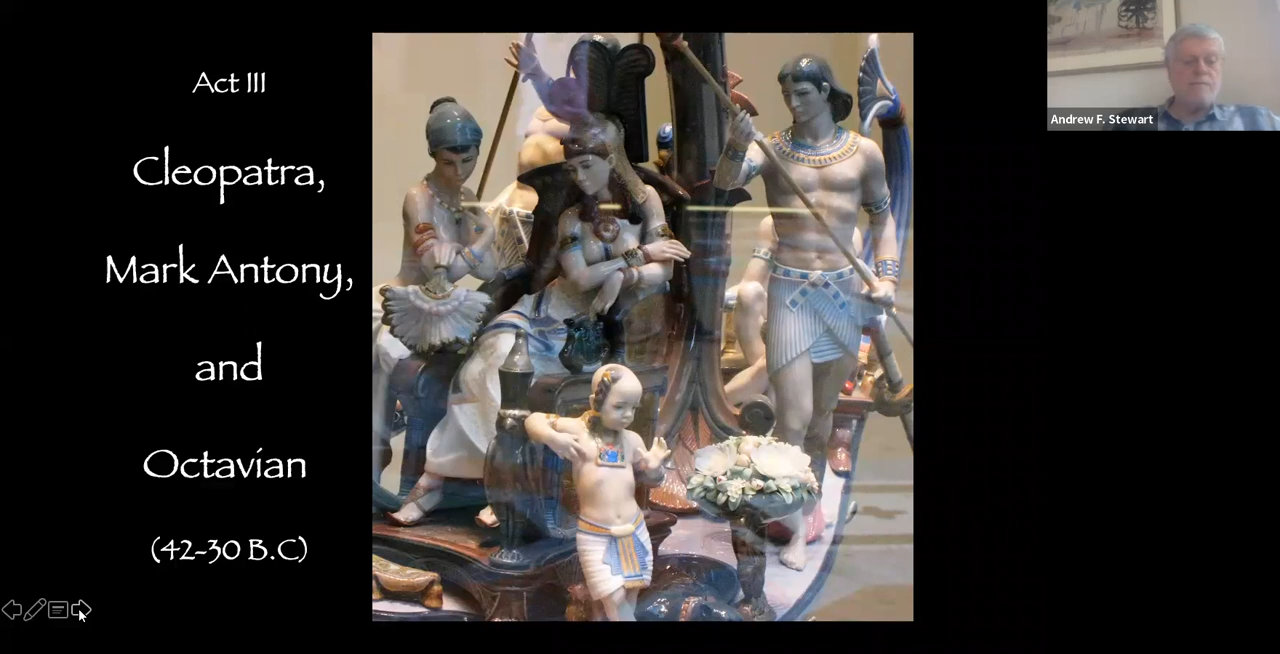 Act III
Cleopatra,
Mark Antony,
and
Octavian
(42-30 B.C)
Andrew F. Stewart